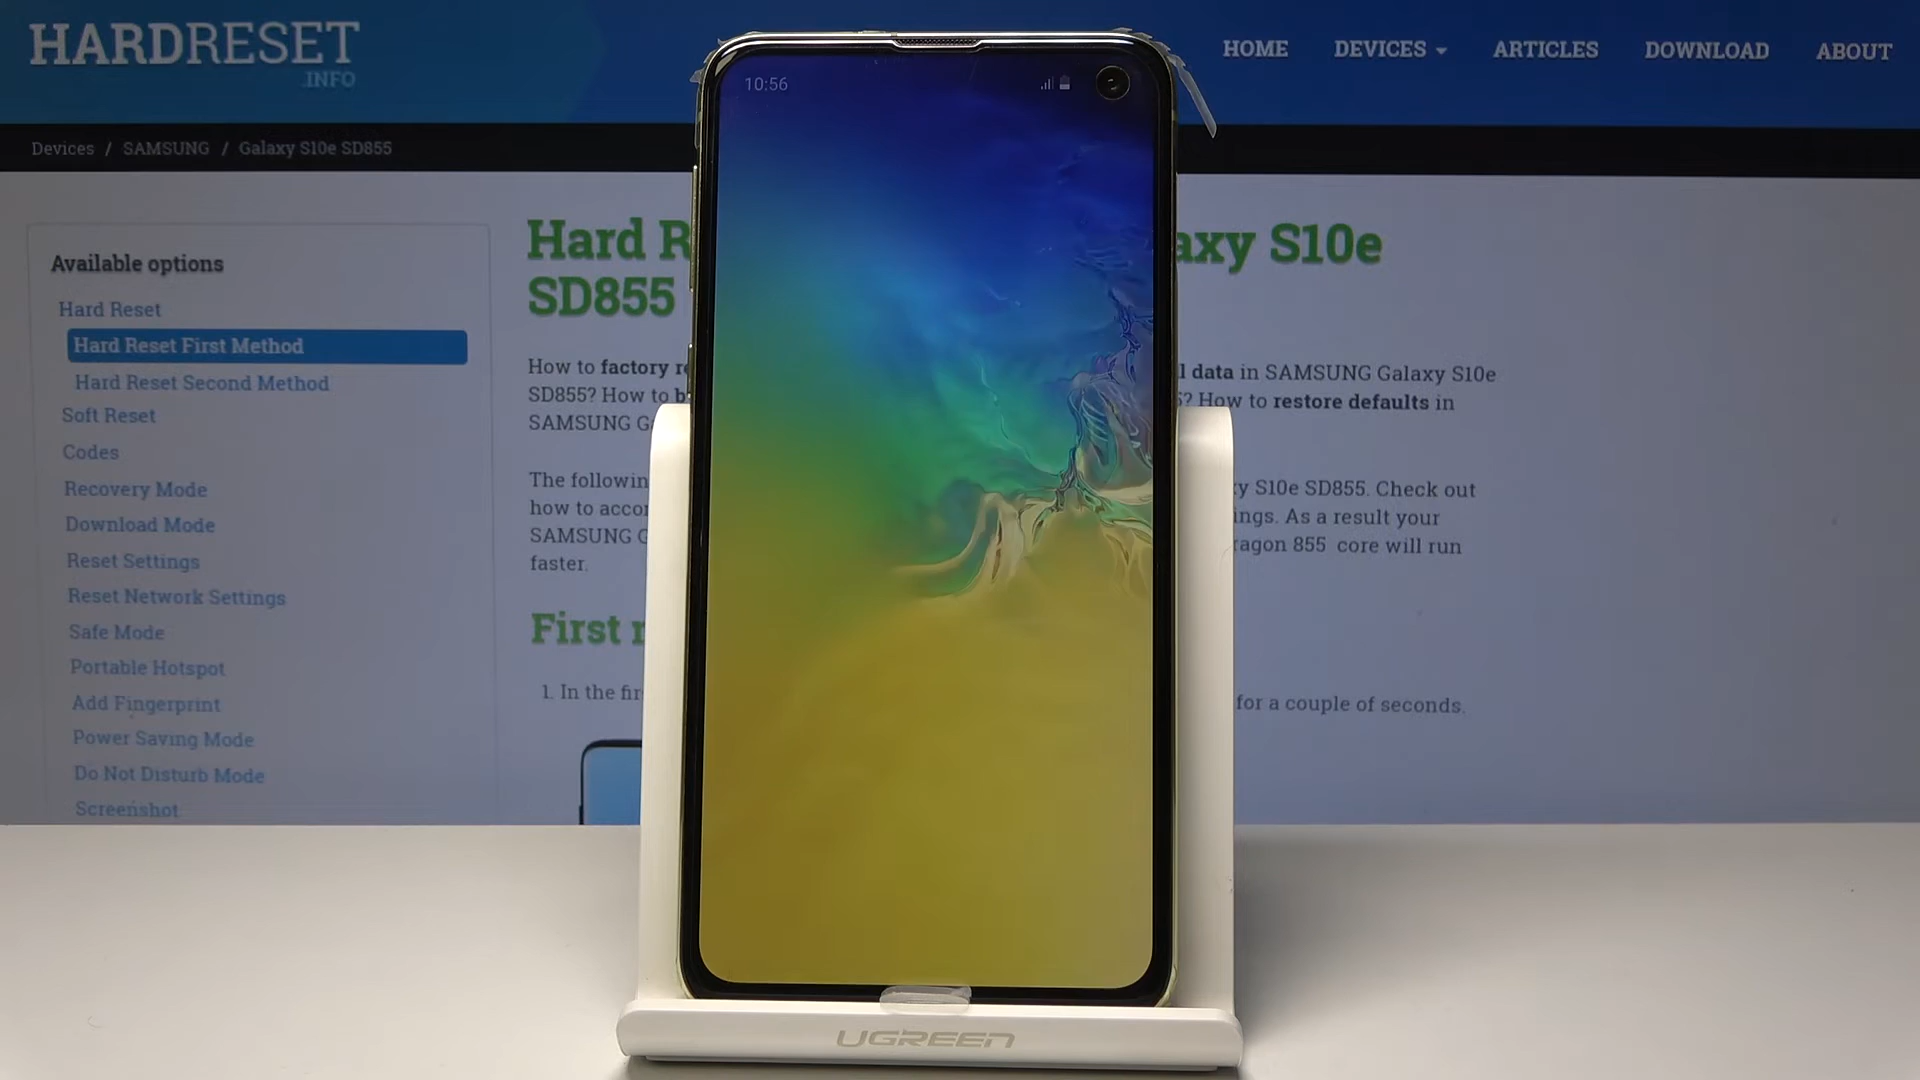 HARDRESET
.INFO
HOME DEVICES ARTICLES DOWNLOAD ABOUT
Devices / SAMSUNG / Galaxy S10e SD855
10:56
Available options
Hard Reset
Hard Reset First Method
Hard Reset Second Method
Soft Reset
Codes
Recovery Mode
Download Mode
Reset Settings
Reset Network Settings
Safe Mode
Portable Hotspot
Add Fingerprint
Power Saving Mode
Do Not Disturb Mode
Screenshot
Hard R axy S10e
SD855
How to factory re l data in SAMSUNG Galaxy S10e
SD855? How to b ? How to restore defaults in
SAMSUNG G
The followin y S10e SD855. Check out
how to accor ings. As a result your
SAMSUNG G ragon 855 core will run
faster.
First
1. In the fir for a couple of seconds.
UGREEN